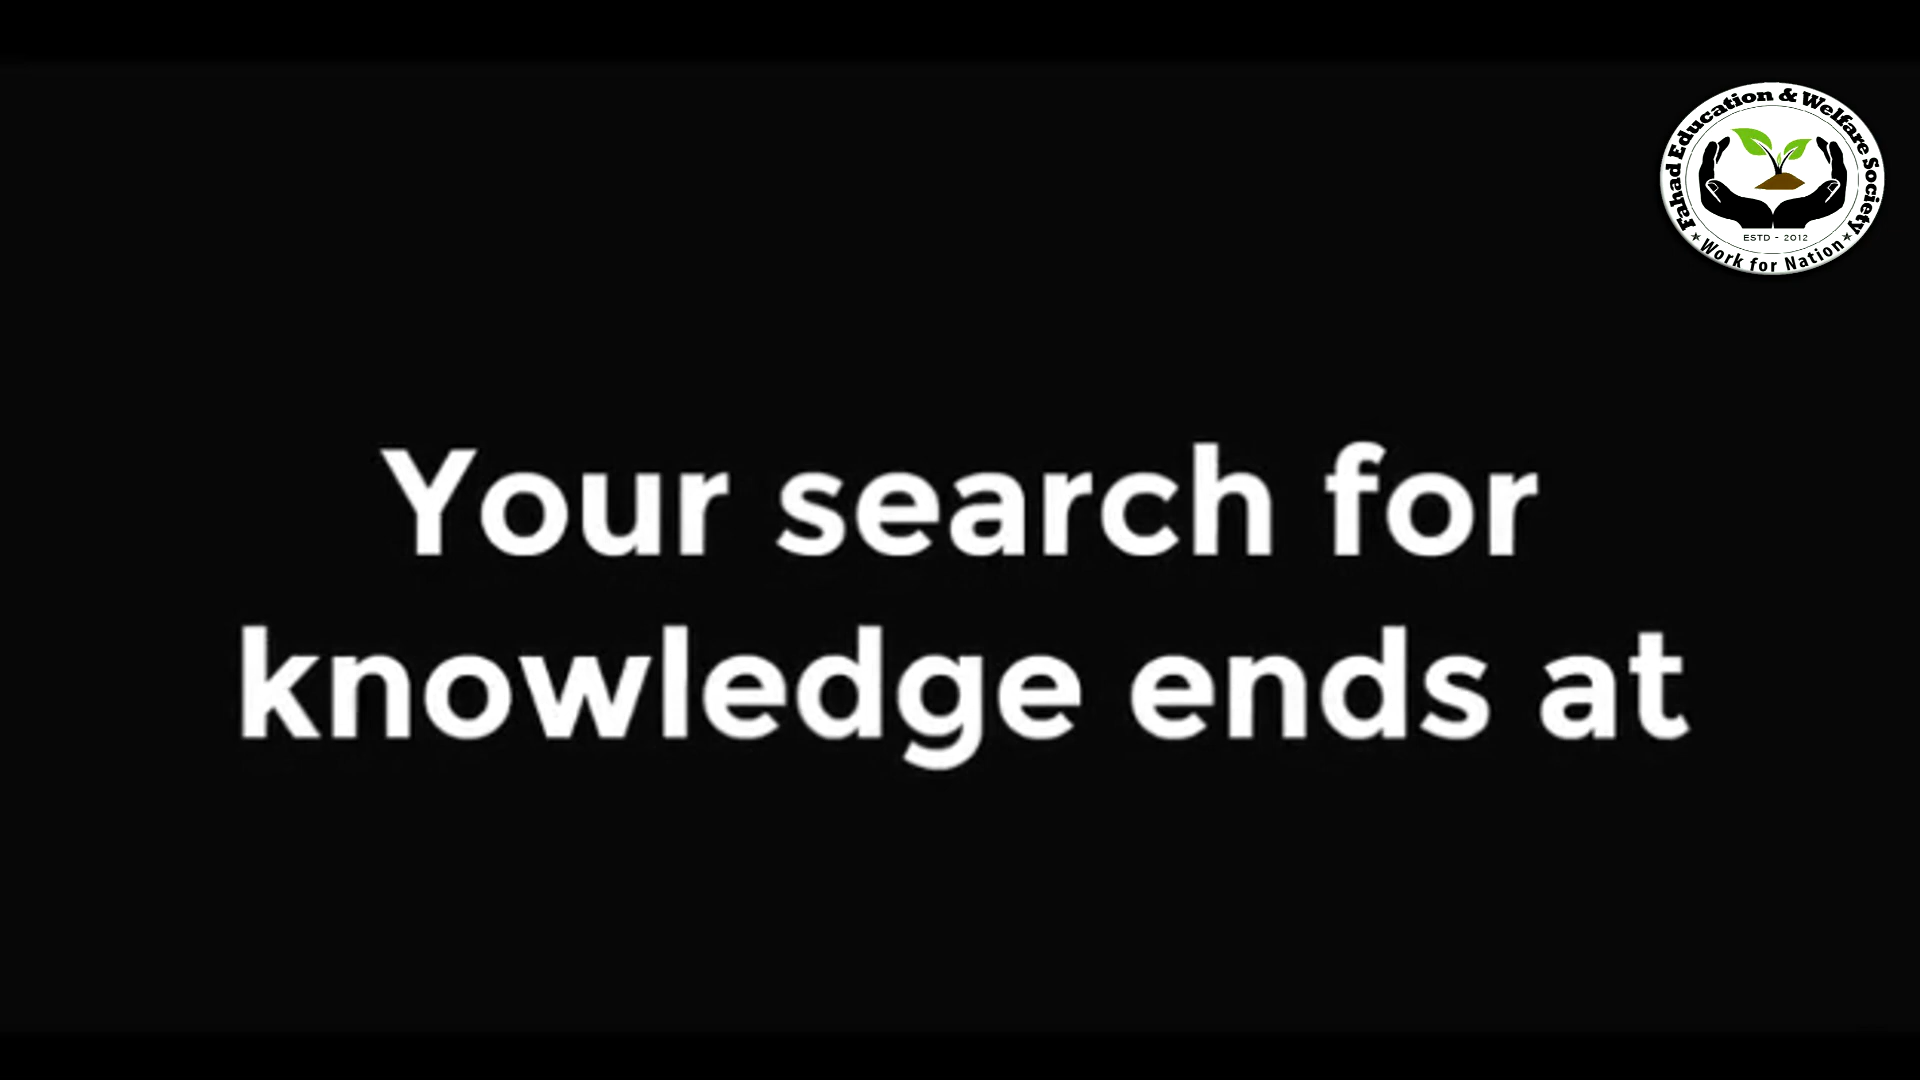 Fahad Education & Welfare Society
ESTD - 2012
★ Work for Nation ★
Your search for
knowledge ends at